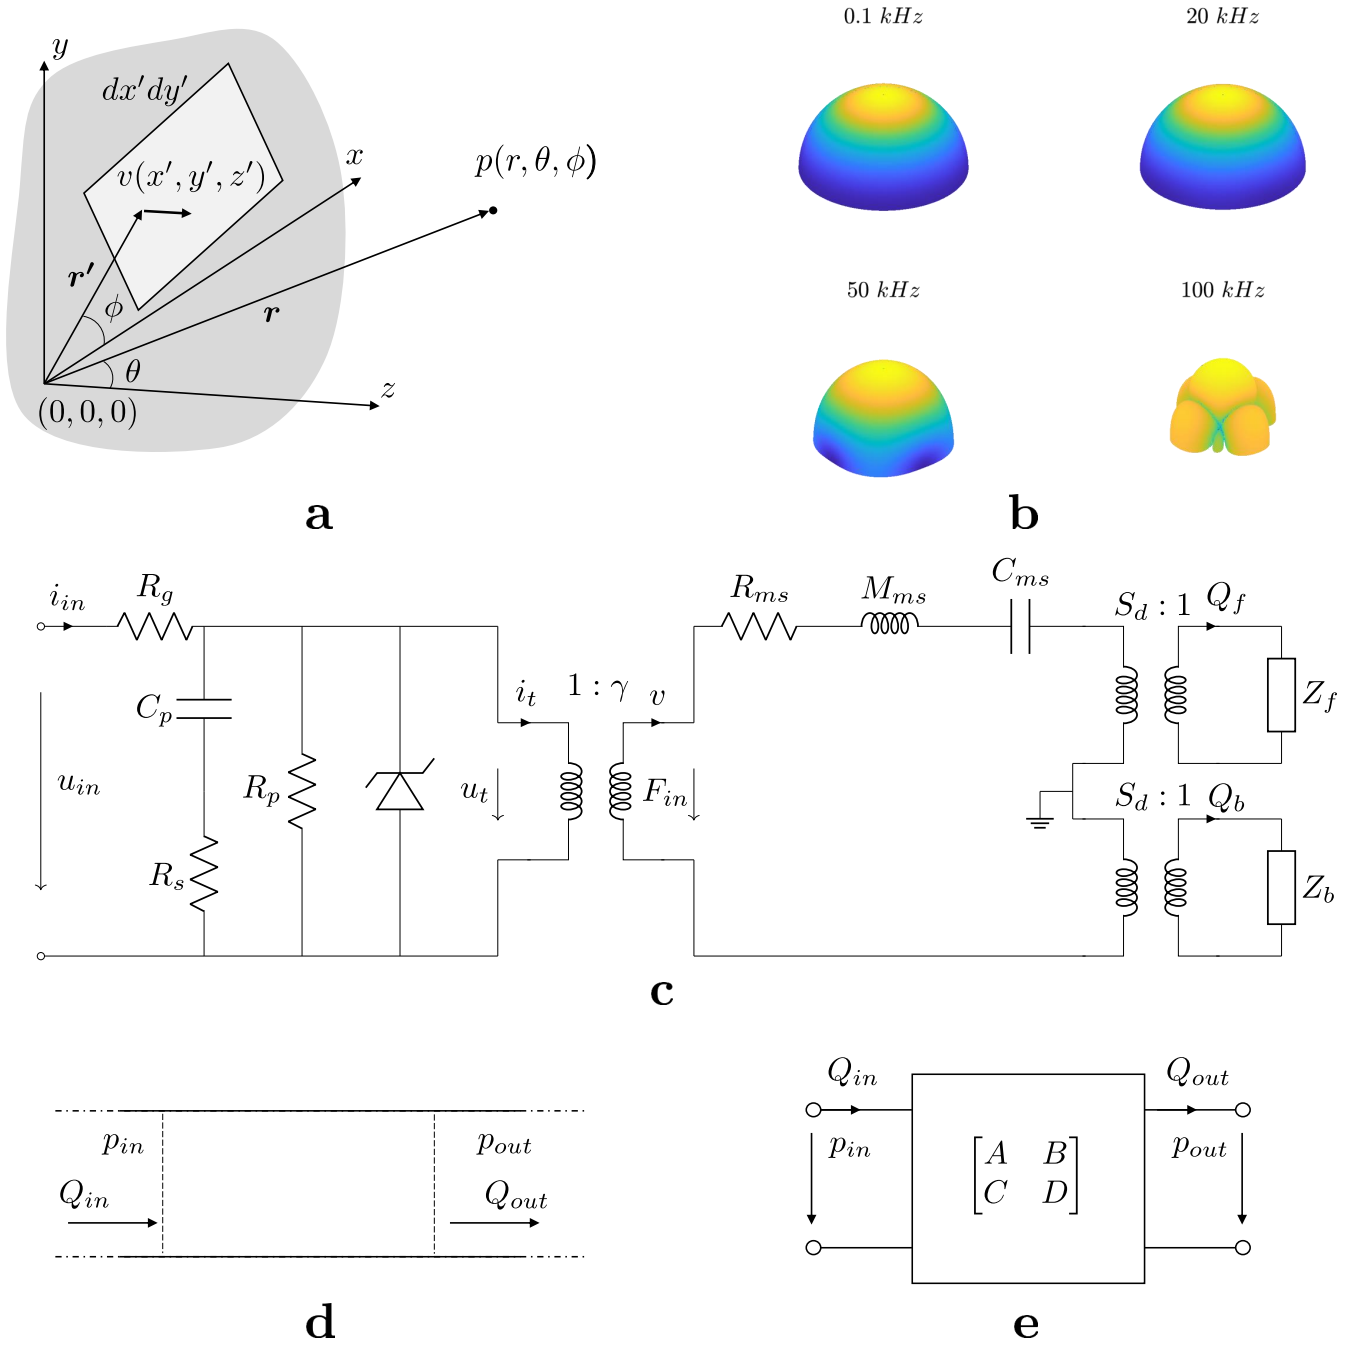 y
dx′dy′
v(x′, y′, z′)
x
p(r, θ, ϕ)
r′
ϕ
r
θ
z
(0, 0, 0)
a
0.1 kHz
20 kHz
50 kHz
100 kHz
b
i_in
R_g
C_p
u_in
R_p
R_s
i_t
1 : γ
v
u_t
F_in
R_ms
M_ms
C_ms
S_d : 1
Q_f
Z_f
S_d : 1
Q_b
Z_b
c
p_in
p_out
Q_in
Q_out
d
Q_in
Q_out
p_in
p_out
A B
C D
e